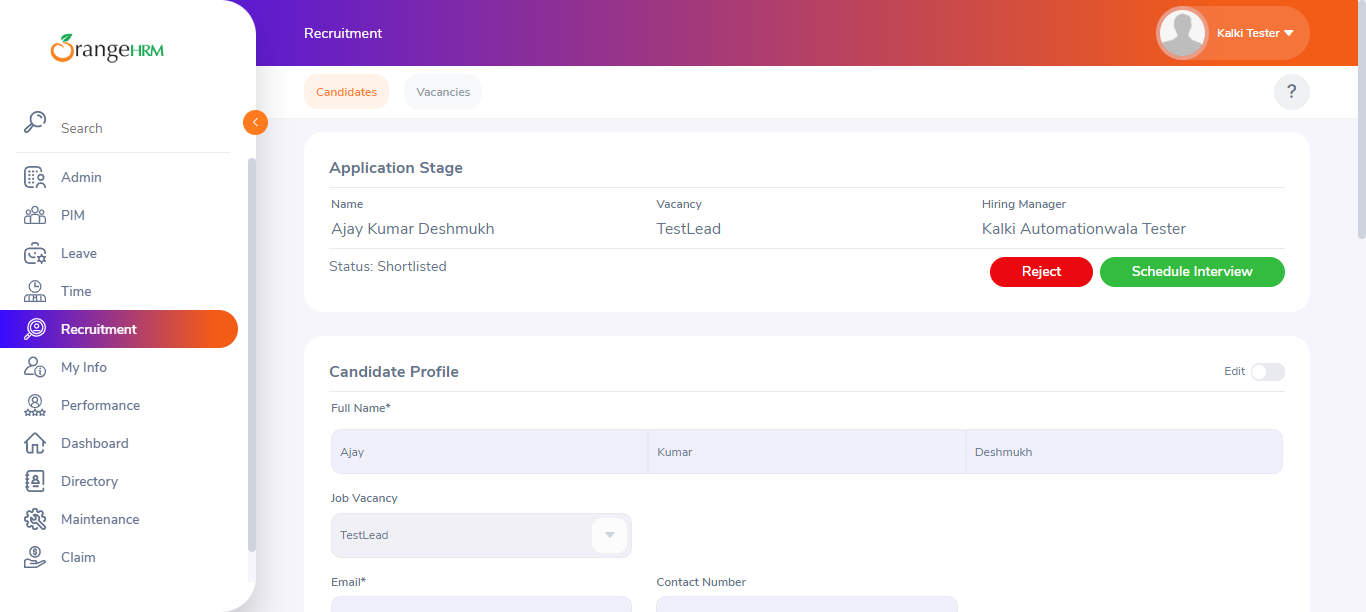 OrangeHRM
Search
Admin
PIM
Leave
Time
Recruitment
My Info
Performance
Dashboard
Directory
Maintenance
Claim
Recruitment
Kalki Tester
Candidates
Vacancies
?
Application Stage
Name
Vacancy
Hiring Manager
Ajay Kumar Deshmukh
TestLead
Kalki Automationwala Tester
Status: Shortlisted
Reject
Schedule Interview
Candidate Profile
Edit
Full Name*
Ajay
Kumar
Deshmukh
Job Vacancy
TestLead
Email*
Contact Number